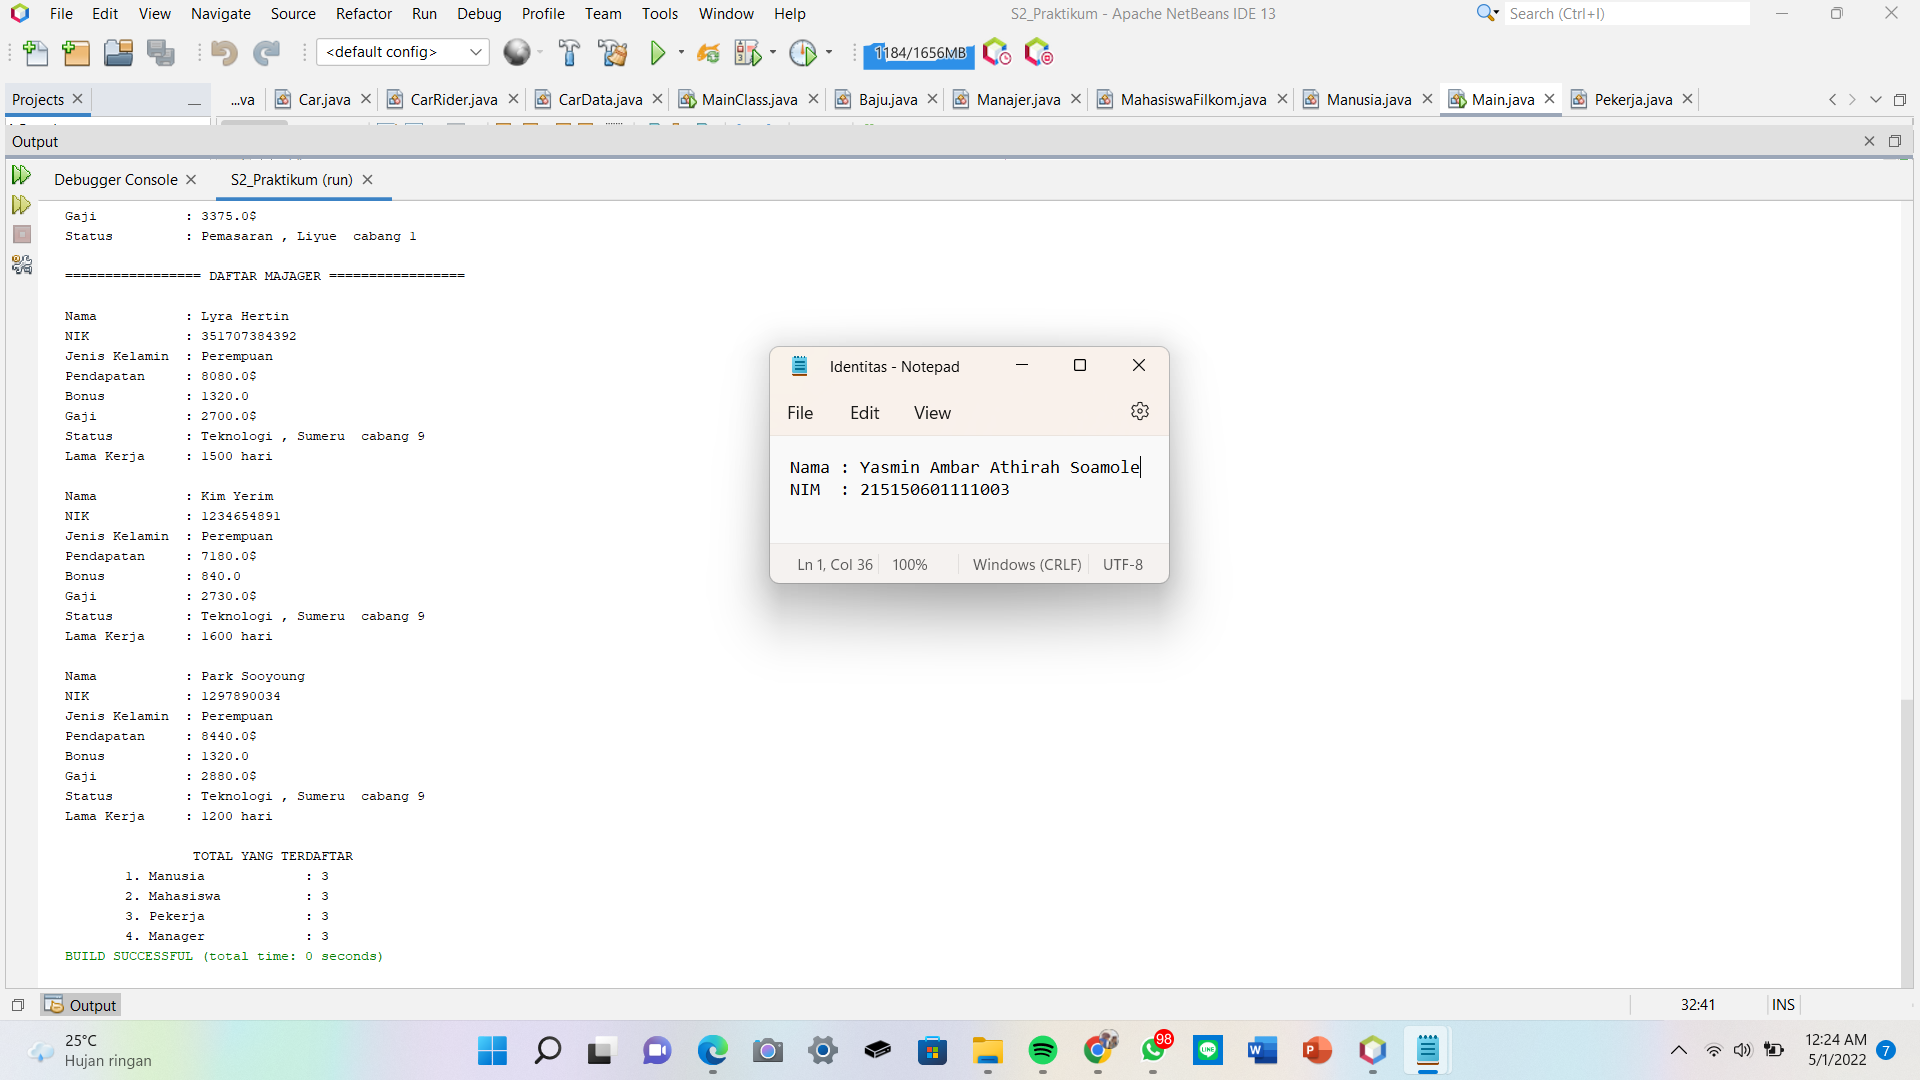 File Edit View Navigate Source Refactor Run Debug Profile Team Tools Window Help
S2_Praktikum - Apache NetBeans IDE 13
Search (Ctrl+I)
<default config>
1184/1656MB
Projects
...va Car.java CarRider.java CarData.java MainClass.java Baju.java Manajer.java MahasiswaFilkom.java Manusia.java Main.java Pekerja.java
Output
Debugger Console S2_Praktikum (run)
Gaji : 3375.0$
Status : Pemasaran , Liyue cabang 1
================= DAFTAR MAJAGER =================
Nama : Lyra Hertin
NIK : 351707384392
Jenis Kelamin : Perempuan
Pendapatan : 8080.0$
Bonus : 1320.0
Gaji : 2700.0$
Status : Teknologi , Sumeru cabang 9
Lama Kerja : 1500 hari
Nama : Kim Yerim
NIK : 1234654891
Jenis Kelamin : Perempuan
Pendapatan : 7180.0$
Bonus : 840.0
Gaji : 2730.0$
Status : Teknologi , Sumeru cabang 9
Lama Kerja : 1600 hari
Nama : Park Sooyoung
NIK : 1297890034
Jenis Kelamin : Perempuan
Pendapatan : 8440.0$
Bonus : 1320.0
Gaji : 2880.0$
Status : Teknologi , Sumeru cabang 9
Lama Kerja : 1200 hari
TOTAL YANG TERDAFTAR
1. Manusia : 3
2. Mahasiswa : 3
3. Pekerja : 3
4. Manager : 3
BUILD SUCCESSFUL (total time: 0 seconds)
Identitas - Notepad
File Edit View
Nama : Yasmin Ambar Athirah Soamole
NIM : 215150601111003
Ln 1, Col 36 100% Windows (CRLF) UTF-8
Output
32:41 INS
25°C
Hujan ringan
98
12:24 AM
5/1/2022
7